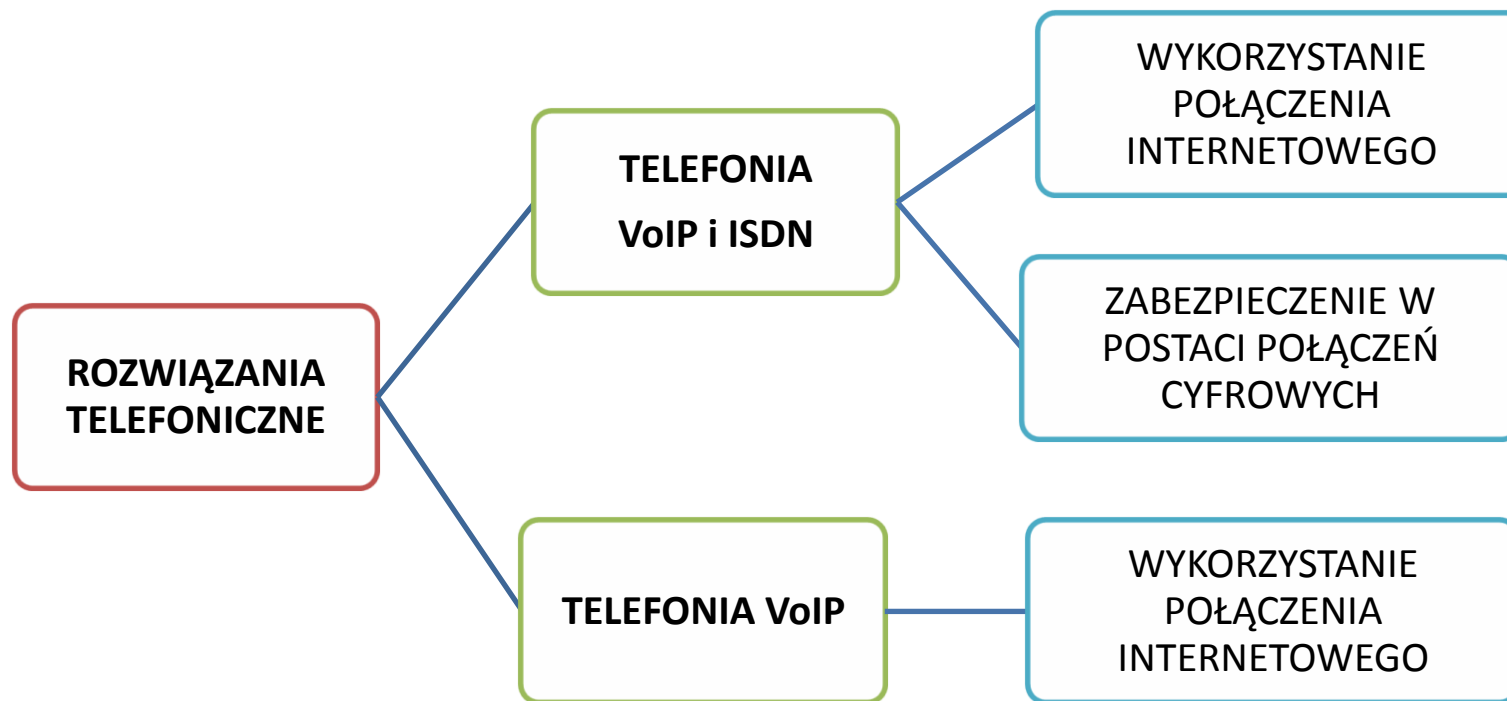 ROZWIĄZANIA
TELEFONICZNE
TELEFONIA
VoIP i ISDN
WYKORZYSTANIE
POŁĄCZENIA
INTERNETOWEGO
ZABEZPIECZENIE W
POSTACI POŁĄCZEŃ
CYFROWYCH
TELEFONIA VoIP
WYKORZYSTANIE
POŁĄCZENIA
INTERNETOWEGO